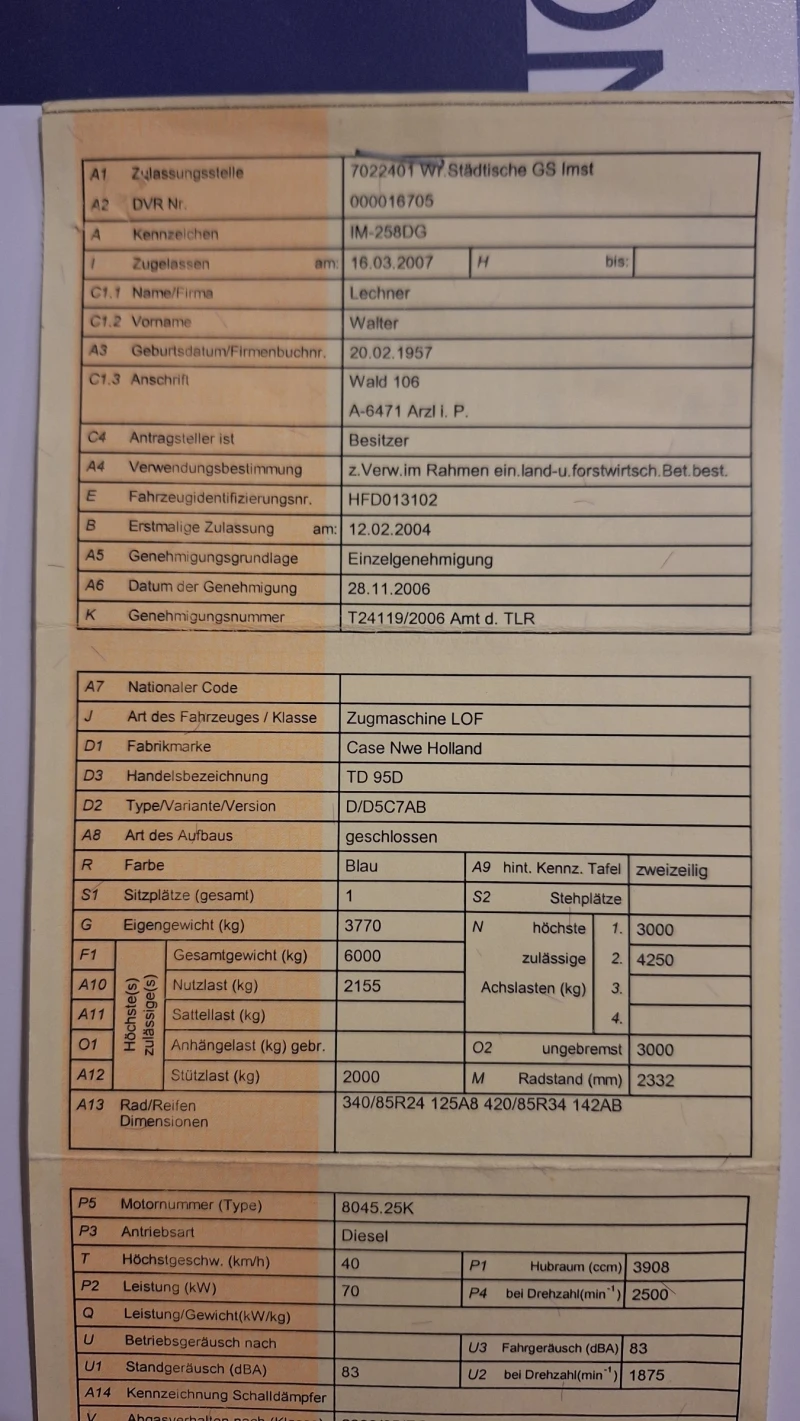 NO
A1 Zulassungsstelle 7022401 Wr Städtische GS Imst
A2 DVR Nr. 000016705
A Kennzeichen IM-258DG
I Zugelassen am: 16.03.2007 H bis:
C1.1 Name/Firma Lechner
C1.2 Vorname Walter
A3 Geburtsdatum/Firmenbuchnr. 20.02.1957
C1.3 Anschrift Wald 106
A-6471 Arzl i. P.
C4 Antragsteller ist Besitzer
A4 Verwendungsbestimmung z.Verw.im Rahmen ein.land-u.forstwirtsch.Bet.best.
E Fahrzeugidentifizierungsnr. HFD013102
B Erstmalige Zulassung am: 12.02.2004
A5 Genehmigungsgrundlage Einzelgenehmigung
A6 Datum der Genehmigung 28.11.2006
K Genehmigungsnummer T24119/2006 Amt d. TLR
A7 Nationaler Code
J Art des Fahrzeuges / Klasse Zugmaschine LOF
D1 Fabrikmarke Case Nwe Holland
D3 Handelsbezeichnung TD 95D
D2 Type/Variante/Version D/D5C7AB
A8 Art des Aufbaus geschlossen
R Farbe Blau A9 hint. Kennz. Tafel zweizeilig
S1 Sitzplätze (gesamt) 1 S2 Stehplätze
G Eigengewicht (kg) 3770 N höchste 1. 3000
F1 Höchste(s) zulässige(s) Gesamtgewicht (kg) 6000 zulässige 2. 4250
A10 Nutzlast (kg) 2155 Achslasten (kg) 3.
A11 Sattellast (kg) 4.
O1 Anhängelast (kg) gebr. O2 ungebremst 3000
A12 Stützlast (kg) 2000 M Radstand (mm) 2332
A13 Rad/Reifen 340/85R24 125A8 420/85R34 142AB
Dimensionen
P5 Motornummer (Type) 8045.25K
P3 Antriebsart Diesel
T Höchstgeschw. (km/h) 40 P1 Hubraum (ccm) 3908
P2 Leistung (kW) 70 P4 bei Drehzahl(min⁻¹) 2500
Q Leistung/Gewicht(kW/kg)
U Betriebsgeräusch nach U3 Fahrgeräusch (dBA) 83
U1 Standgeräusch (dBA) 83 U2 bei Drehzahl(min⁻¹) 1875
A14 Kennzeichnung Schalldämpfer
V